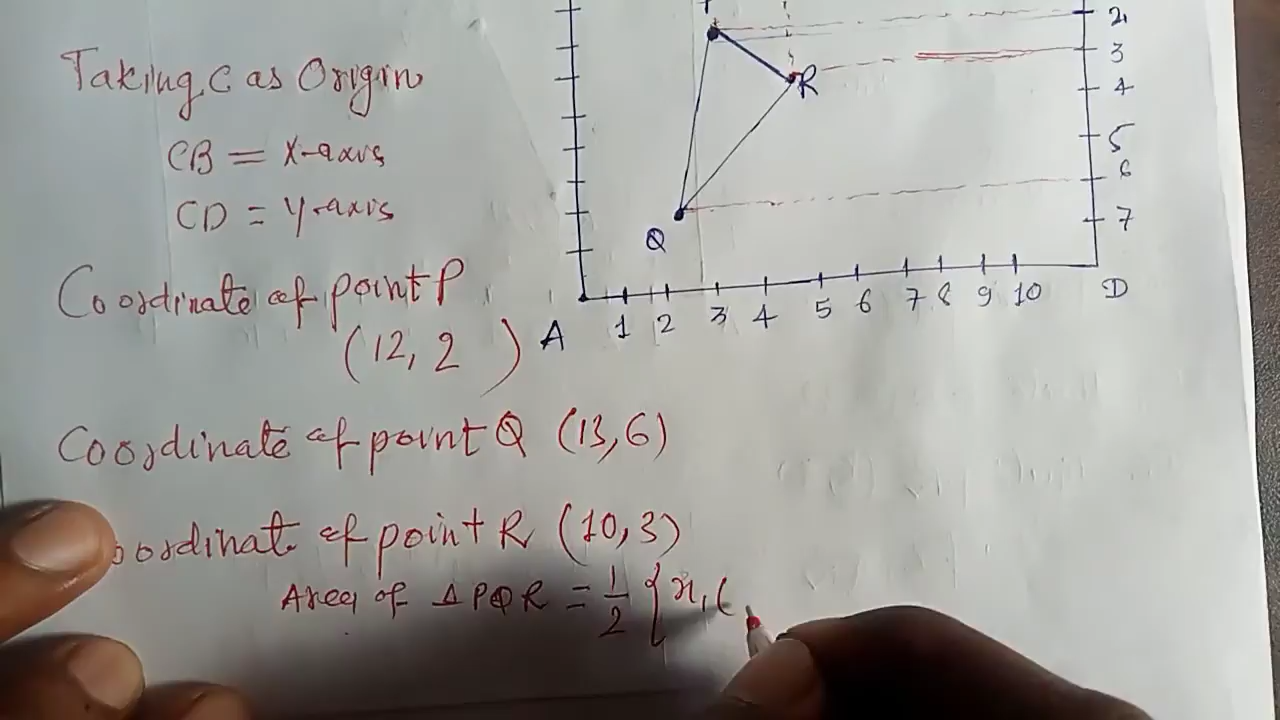 Taking C as Origin
CB = X-axis
CD = Y-axis
Coordinate of point P
(12, 2)
Coordinate of point Q (13,6)
oordinate of point R (10,3)
Area of Δ PQR = 1/2 { x1(
R
Q
2
3
4
5
6
7
A 1 2 3 4 5 6 7 8 9 10 D